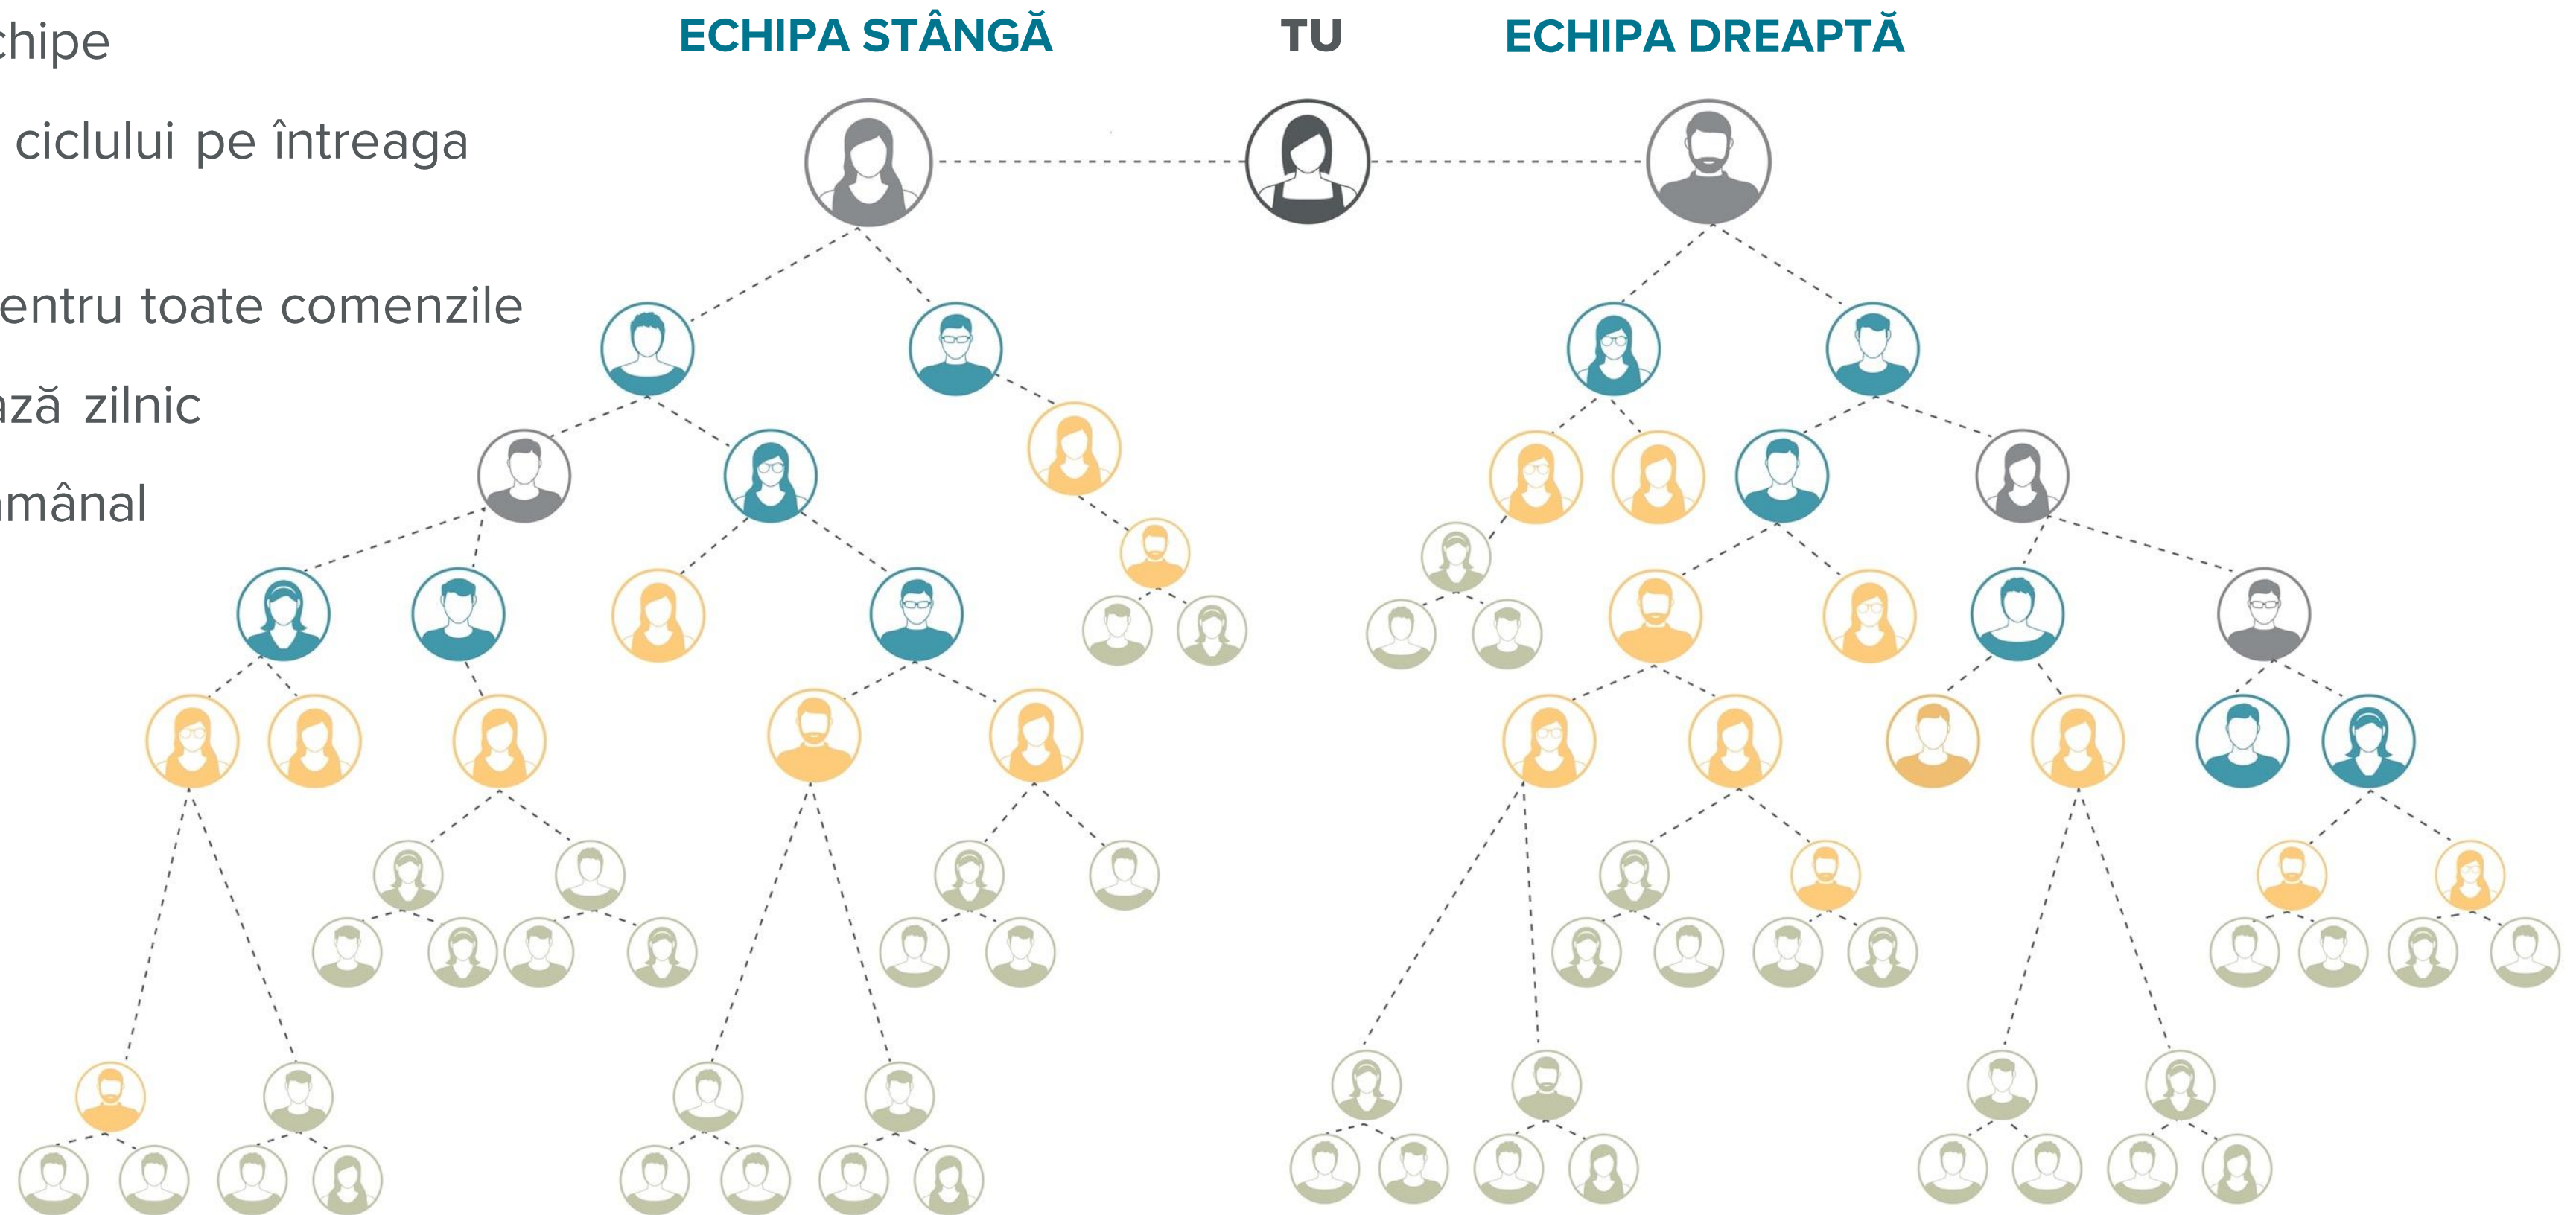 ECHIPA STÂNGĂ TU ECHIPA DREAPTĂ
chipe
ciclului pe întreaga
entru toate comenzile
ază zilnic
mânal